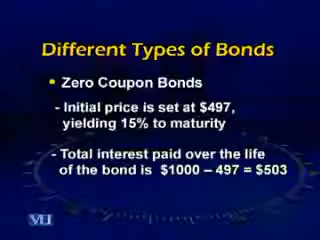 Different Types of Bonds
• Zero Coupon Bonds
- Initial price is set at $497,
yielding 15% to maturity
- Total interest paid over the life
of the bond is $1000 – 497 = $503
VU